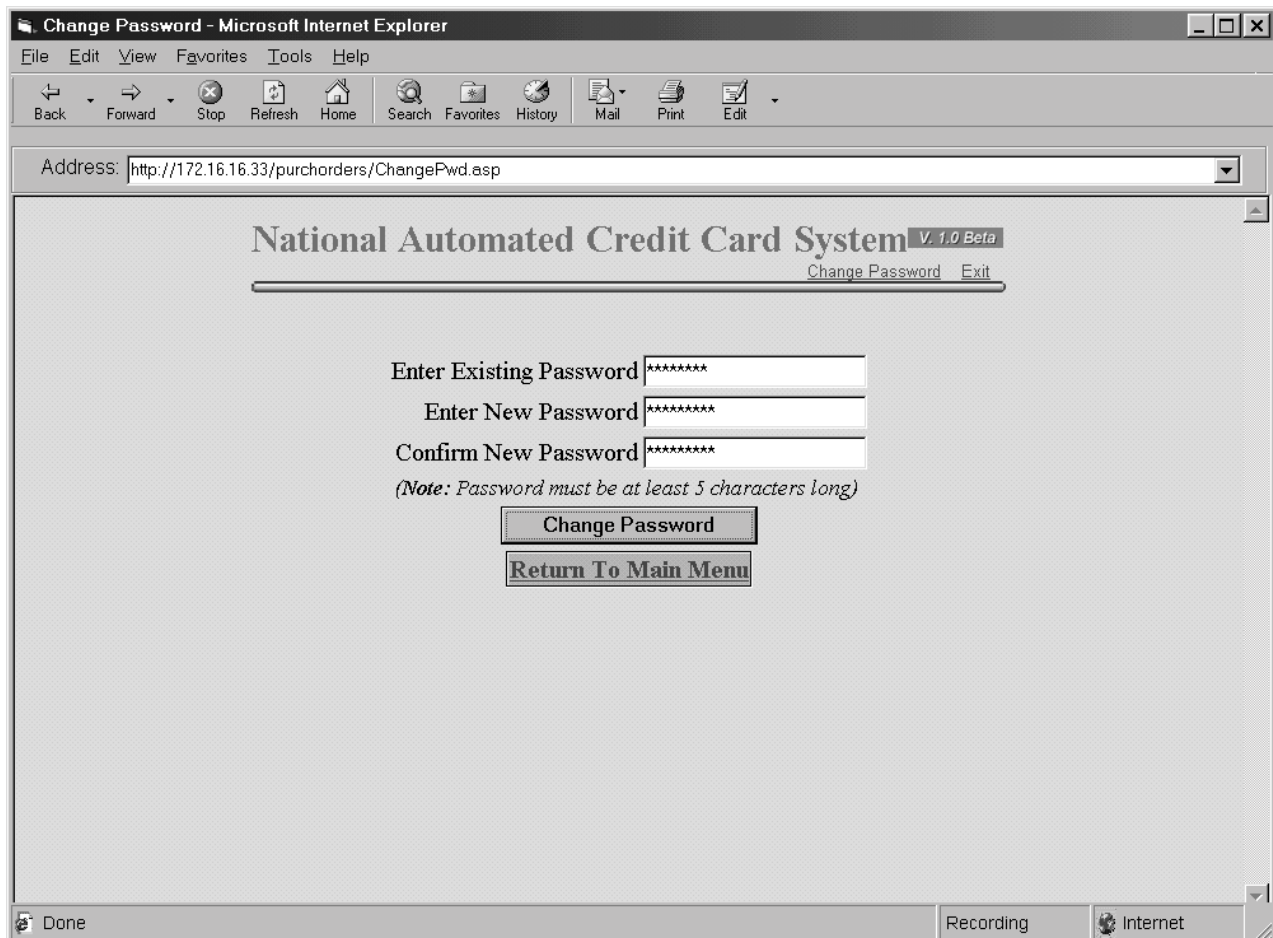 Change Password - Microsoft Internet Explorer
File Edit View Favorites Tools Help
Back Forward Stop Refresh Home Search Favorites History Mail Print Edit
Address: http://172.16.16.33/purchorders/ChangePwd.asp
National Automated Credit Card System V. 1.0 Beta
Change Password Exit
Enter Existing Password ********
Enter New Password *********
Confirm New Password *********
(Note: Password must be at least 5 characters long)
Change Password
Return To Main Menu
Done Recording Internet